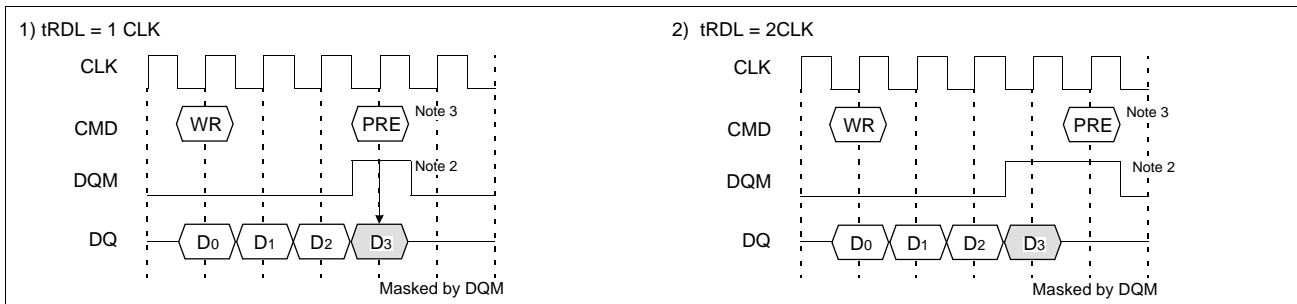 1) tRDL = 1 CLK
CLK
CMD
WR
PRE
Note 3
DQM
Note 2
DQ
D0
D1
D2
D3
Masked by DQM
2) tRDL = 2CLK
CLK
CMD
WR
PRE
Note 3
DQM
Note 2
DQ
D0
D1
D2
D3
Masked by DQM